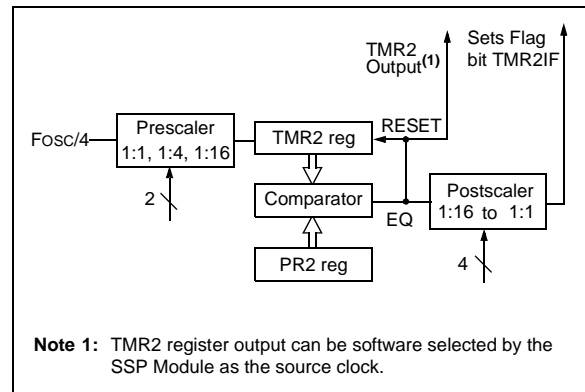 TMR2
Output(1)
Sets Flag
bit TMR2IF
FOSC/4
Prescaler
1:1, 1:4, 1:16
2
TMR2 reg
RESET
Comparator
EQ
PR2 reg
Postscaler
1:16 to 1:1
4
Note 1: TMR2 register output can be software selected by the
SSP Module as the source clock.